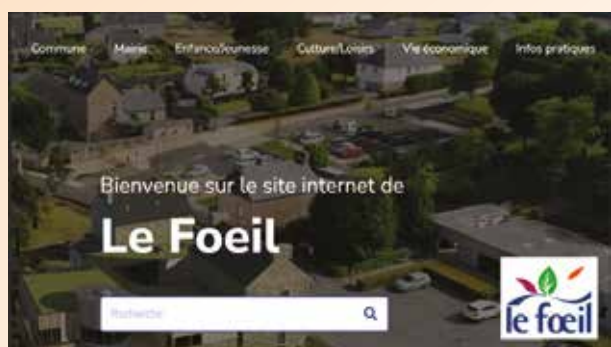 Commune Mairie Enfance/Jeunesse Culture/Loisirs Vie économique Infos pratiques
Bienvenue sur le site internet de
Le Foeil
Recherche
le fœil